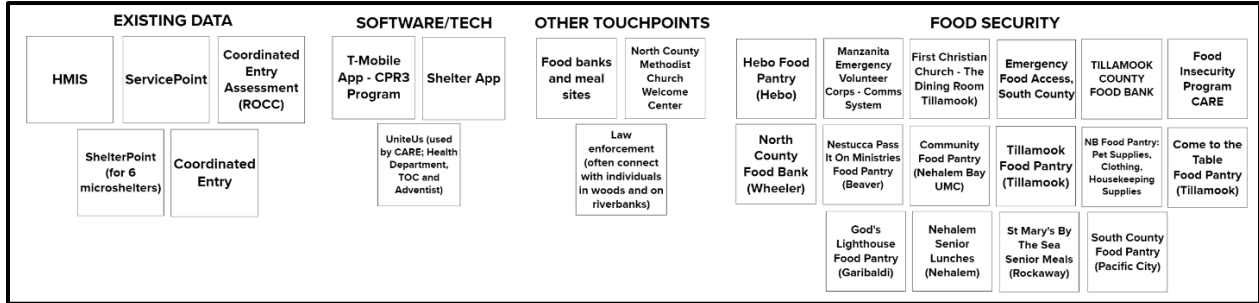 EXISTING DATA
HMIS
ServicePoint
Coordinated
Entry
Assessment
(ROCC)
ShelterPoint
(for 6
microshelters)
Coordinated
Entry
SOFTWARE/TECH
T-Mobile
App - CPR3
Program
Shelter App
UniteUs (used
by CARE; Health
Department,
TOC and
Adventist)
OTHER TOUCHPOINTS
Food banks
and meal
sites
North County
Methodist
Church
Welcome
Center
Law
enforcement
(often connect
with individuals
in woods and on
riverbanks)
FOOD SECURITY
Hebo Food
Pantry
(Hebo)
Manzanita
Emergency
Volunteer
Corps - Comms
System
First Christian
Church - The
Dining Room
Tillamook)
Emergency
Food Access,
South County
TILLAMOOK
COUNTY
FOOD BANK
Food
Insecurity
Program
CARE
North
County
Food Bank
(Wheeler)
Nestucca Pass
It On Ministries
Food Pantry
(Beaver)
Community
Food Pantry
(Nehalem Bay
UMC)
Tillamook
Food Pantry
(Tillamook)
NB Food Pantry:
Pet Supplies,
Clothing,
Housekeeping
Supplies
Come to the
Table
Food Pantry
(Tillamook)
God's
Lighthouse
Food Pantry
(Garibaldi)
Nehalem
Senior
Lunches
(Nehalem)
St Mary's By
The Sea
Senior Meals
(Rockaway)
South County
Food Pantry
(Pacific City)